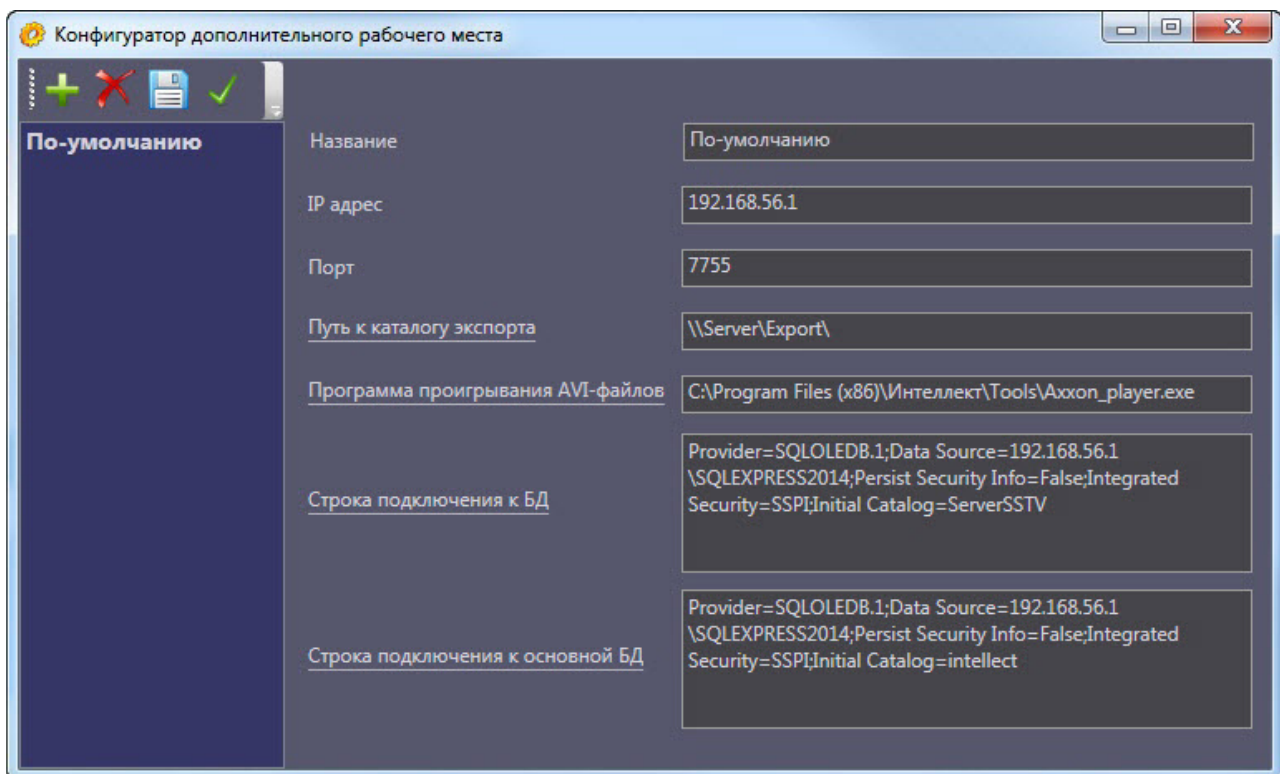 Конфигуратор дополнительного рабочего места
По-умолчанию
Название
По-умолчанию
IP адрес
192.168.56.1
Порт
7755
Путь к каталогу экспорта
\\Server\Export\
Программа проигрывания AVI-файлов
C:\Program Files (x86)\Интеллект\Tools\Axxon_player.exe
Строка подключения к БД
Provider=SQLOLEDB.1;Data Source=192.168.56.1
\SQLEXPRESS2014;Persist Security Info=False;Integrated
Security=SSPI;Initial Catalog=ServerSSTV
Строка подключения к основной БД
Provider=SQLOLEDB.1;Data Source=192.168.56.1
\SQLEXPRESS2014;Persist Security Info=False;Integrated
Security=SSPI;Initial Catalog=intellect